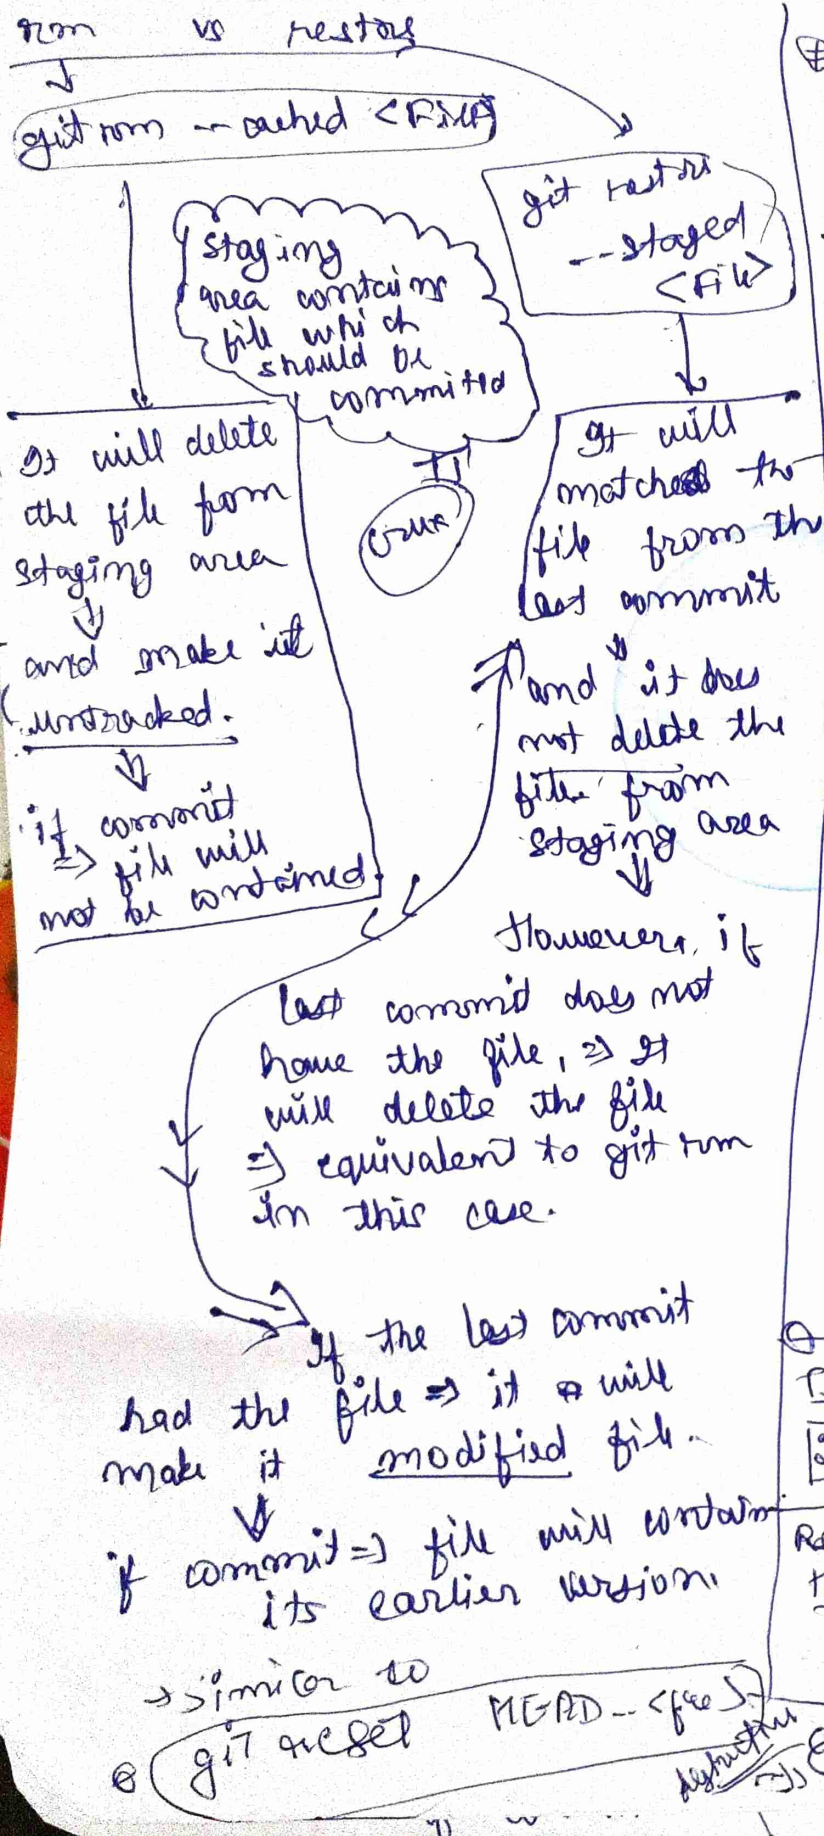 rm vs restore
git rm --cached <File>
git restore
--staged
<File>
staging
area contains
file which
should be
commited
crux
It will delete
the file from
staging area
and make it
untracked.
if commit
=> file will
not be contained
It will
matches the
file from the
last commit
and it does
not delete the
file from
staging area
However, if
last commit does not
have the file, => It
will delete the file
=> equivalent to git rm
in this case.
If the last commit
had the file => it will
make it modified file.
if commit => file will contain
its earlier version.
similar to
git reset HEAD -- <file>
destructive